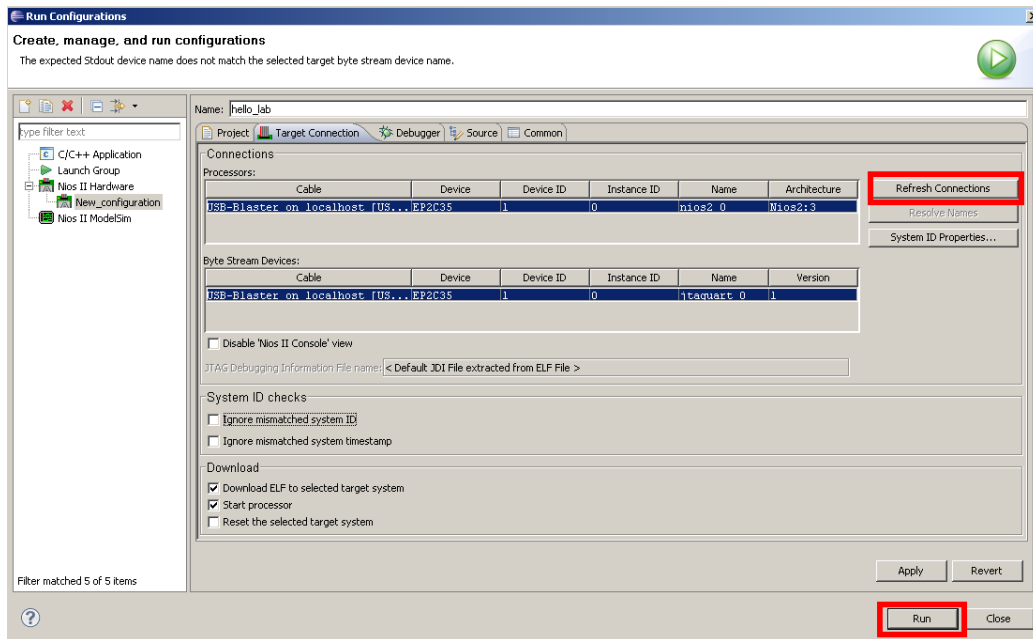 Run Configurations
Create, manage, and run configurations
The expected Stdout device name does not match the selected target byte stream device name.
type filter text
C/C++ Application
Launch Group
Nios II Hardware
New_configuration
Nios II ModelSim
Filter matched 5 of 5 items
Name: hello_lab
Project Target Connection Debugger Source Common
Connections
Processors:
Cable Device Device ID Instance ID Name Architecture
USB-Blaster on localhost [US... EP2C35 1 0 nios2_0 Nios2:3
Refresh Connections
Resolve Names
System ID Properties...
Byte Stream Devices:
Cable Device Device ID Instance ID Name Version
USB-Blaster on localhost [US... EP2C35 1 0 jtaguart_0 1
Disable 'Nios II Console' view
JTAG Debugging Information File name: < Default JDI File extracted from ELF File >
System ID checks
Ignore mismatched system ID
Ignore mismatched system timestamp
Download
Download ELF to selected target system
Start processor
Reset the selected target system
Apply Revert
Run Close